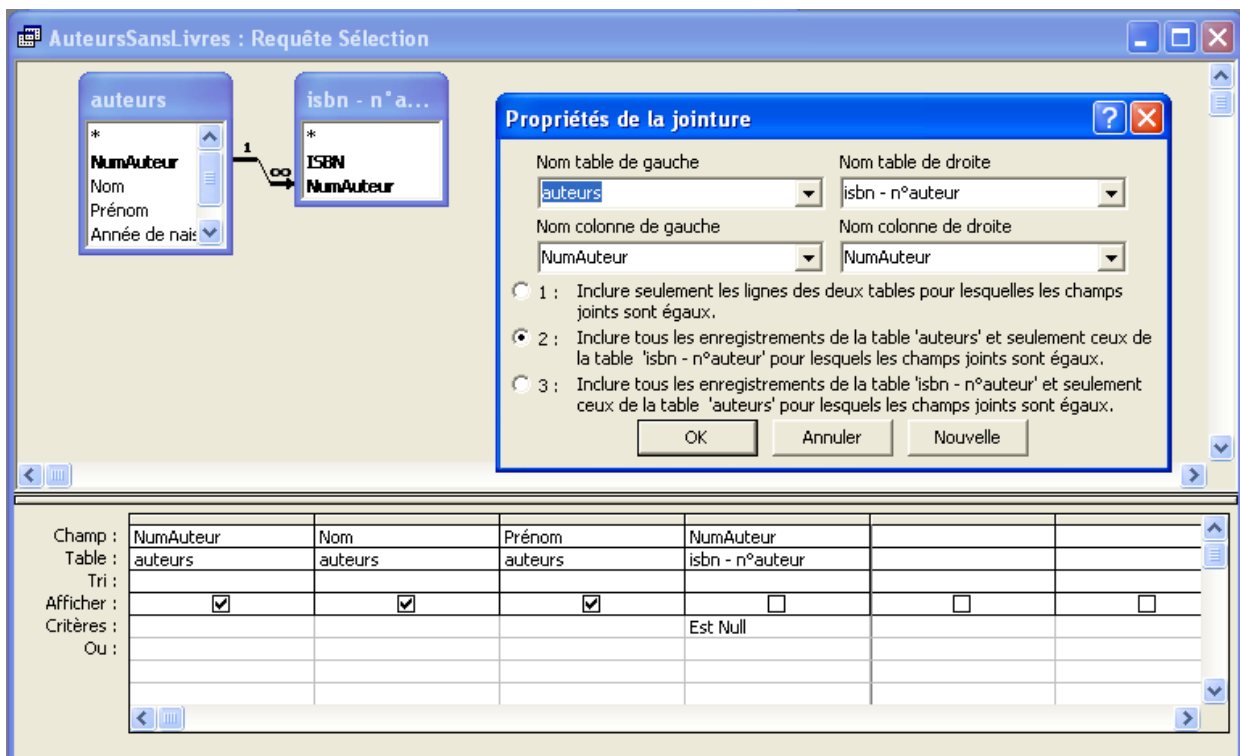 AuteursSansLivres : Requête Sélection
auteurs
*
NumAuteur
Nom
Prénom
Année de nais
1
∞
isbn - n°a...
*
ISBN
NumAuteur
Propriétés de la jointure
Nom table de gauche
Nom table de droite
auteurs
isbn - n°auteur
Nom colonne de gauche
Nom colonne de droite
NumAuteur
NumAuteur
1 : Inclure seulement les lignes des deux tables pour lesquelles les champs
joints sont égaux.
2 : Inclure tous les enregistrements de la table 'auteurs' et seulement ceux de
la table 'isbn - n°auteur' pour lesquels les champs joints sont égaux.
3 : Inclure tous les enregistrements de la table 'isbn - n°auteur' et seulement
ceux de la table 'auteurs' pour lesquels les champs joints sont égaux.
OK
Annuler
Nouvelle
Champ : NumAuteur Nom Prénom NumAuteur
Table : auteurs auteurs auteurs isbn - n°auteur
Tri :
Afficher :
Critères : Est Null
Ou :